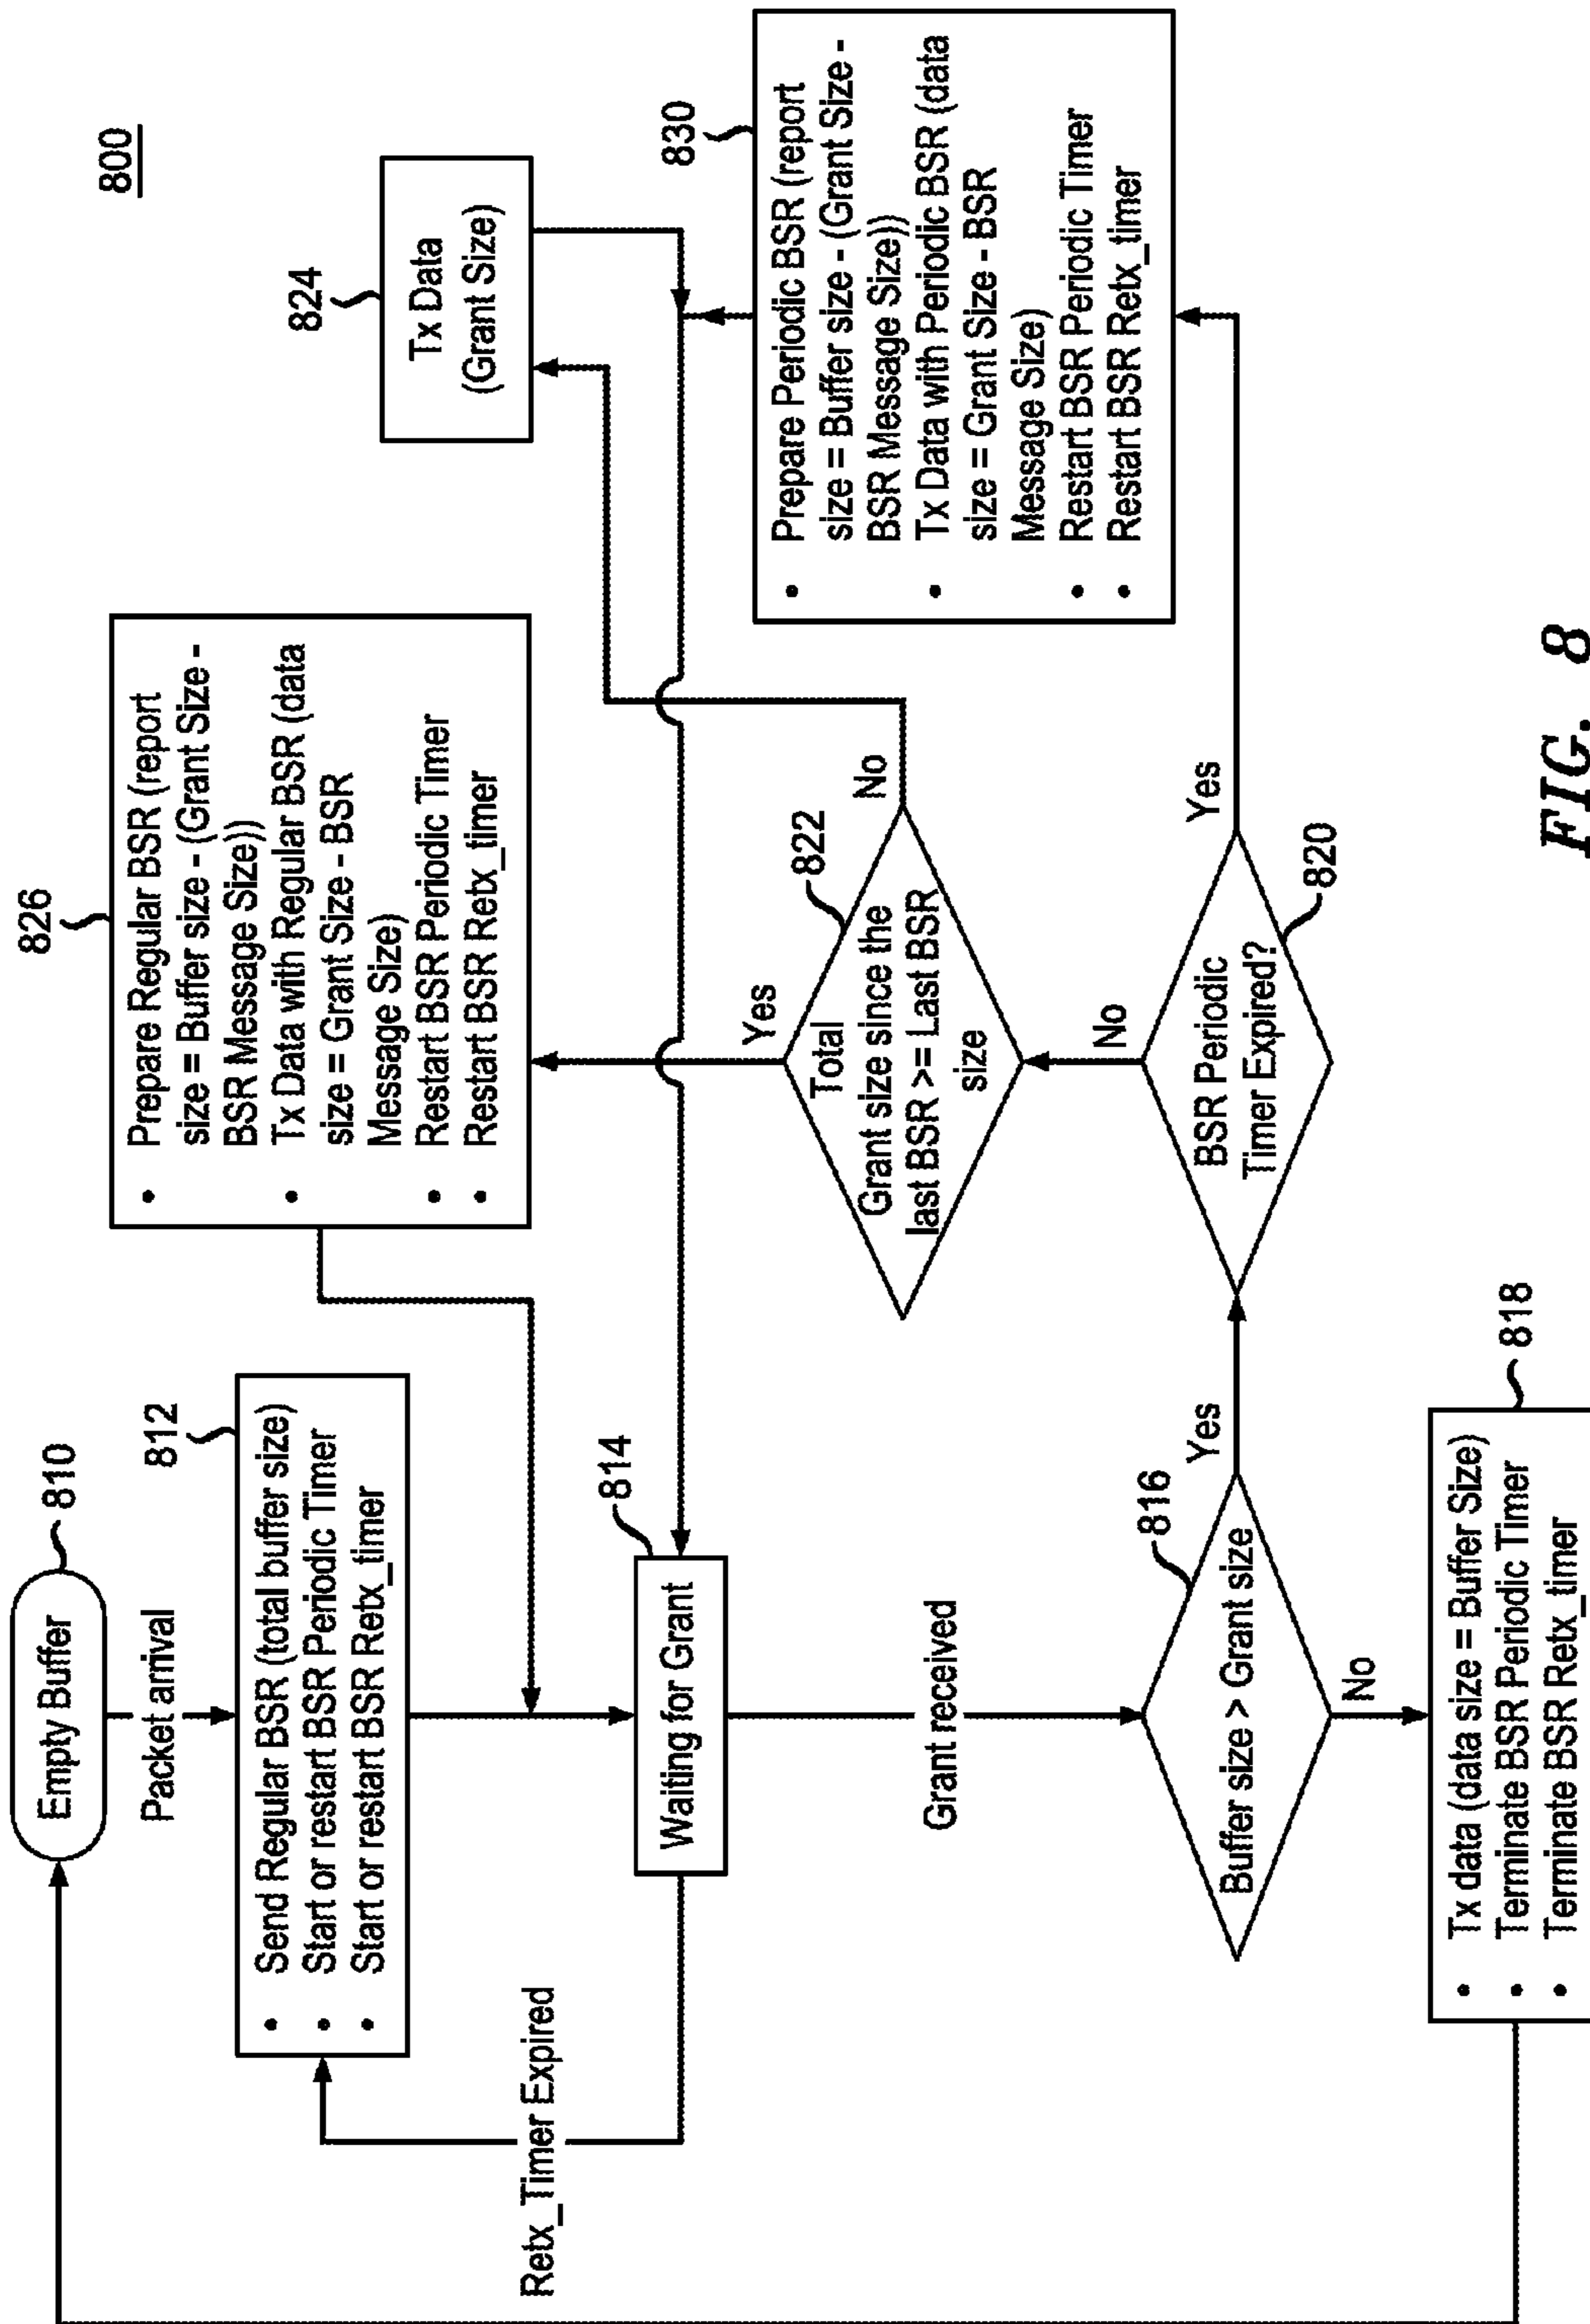 800
Empty Buffer
810
Packet arrival
812
• Send Regular BSR (total buffer size)
• Start or restart BSR Periodic Timer
• Start or restart BSR Retx_timer
Retx_Timer Expired
814
Waiting for Grant
Grant received
816
Buffer size > Grant size
Yes
No
818
• Tx data (data size = Buffer Size)
• Terminate BSR Periodic Timer
• Terminate BSR Retx_timer
820
BSR Periodic
Timer Expired?
No
Yes
822
Total
Grant size since the
last BSR >= Last BSR
size
Yes
No
824
Tx Data
(Grant Size)
826
• Prepare Regular BSR (report
size = Buffer size - (Grant Size -
BSR Message Size))
• Tx Data with Regular BSR (data
size = Grant Size - BSR
Message Size)
• Restart BSR Periodic Timer
• Restart BSR Retx_timer
830
• Prepare Periodic BSR (report
size = Buffer size - (Grant Size -
BSR Message Size))
• Tx Data with Periodic BSR (data
size = Grant Size - BSR
Message Size)
• Restart BSR Periodic Timer
• Restart BSR Retx_timer
FIG. 8